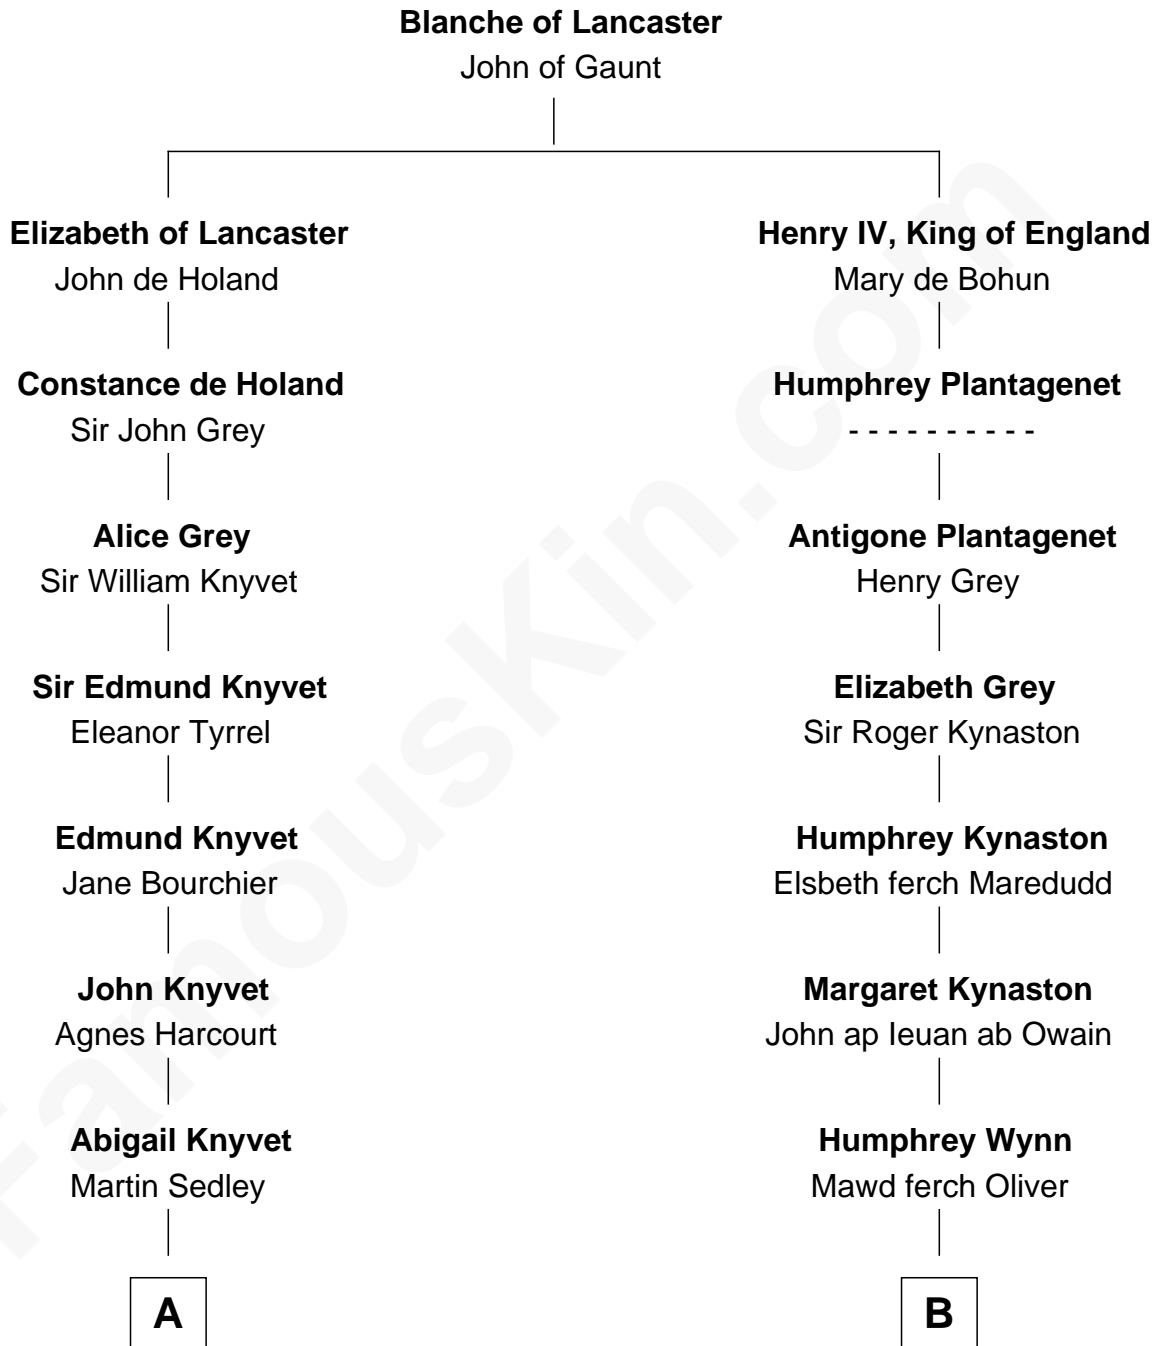 Blanche of Lancaster
John of Gaunt
Elizabeth of Lancaster
John de Holand
Henry IV, King of England
Mary de Bohun
Constance de Holand
Sir John Grey
Humphrey Plantagenet
- - - - - - - - - -
Alice Grey
Sir William Knyvet
Antigone Plantagenet
Henry Grey
Sir Edmund Knyvet
Eleanor Tyrrel
Elizabeth Grey
Sir Roger Kynaston
Edmund Knyvet
Jane Bourchier
Humphrey Kynaston
Elsbeth ferch Maredudd
John Knyvet
Agnes Harcourt
Margaret Kynaston
John ap Ieuan ab Owain
Abigail Knyvet
Martin Sedley
Humphrey Wynn
Mawd ferch Oliver
A
B
FamousKin.com